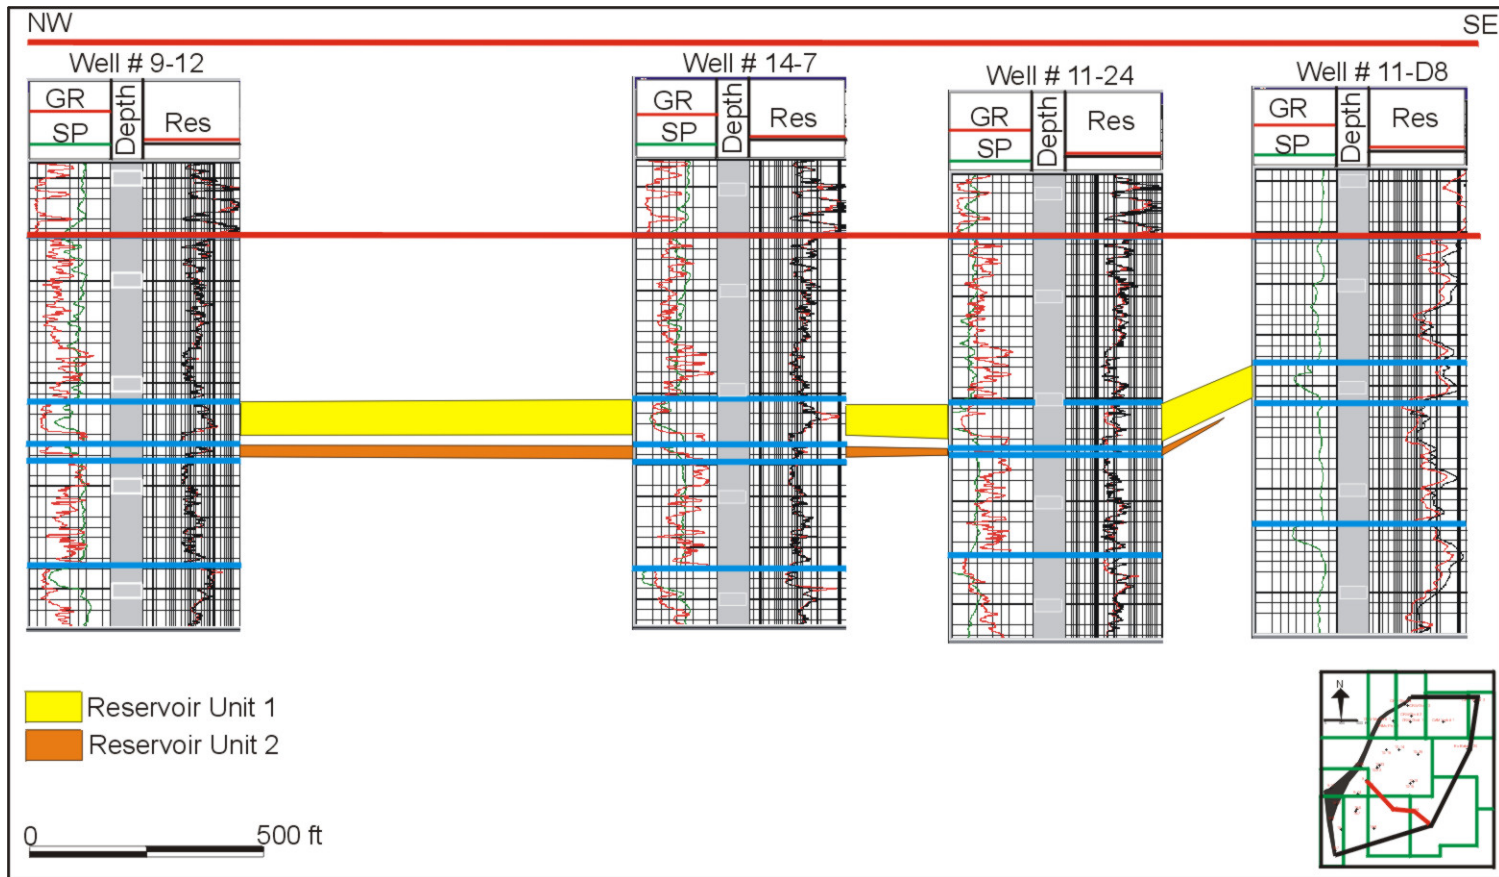 NW
SE
Well # 9-12
Well # 14-7
Well # 11-24
Well # 11-D8
GR
SP
Depth
Res
GR
SP
Depth
Res
GR
SP
Depth
Res
GR
SP
Depth
Res
Reservoir Unit 1
Reservoir Unit 2
0
500 ft
N